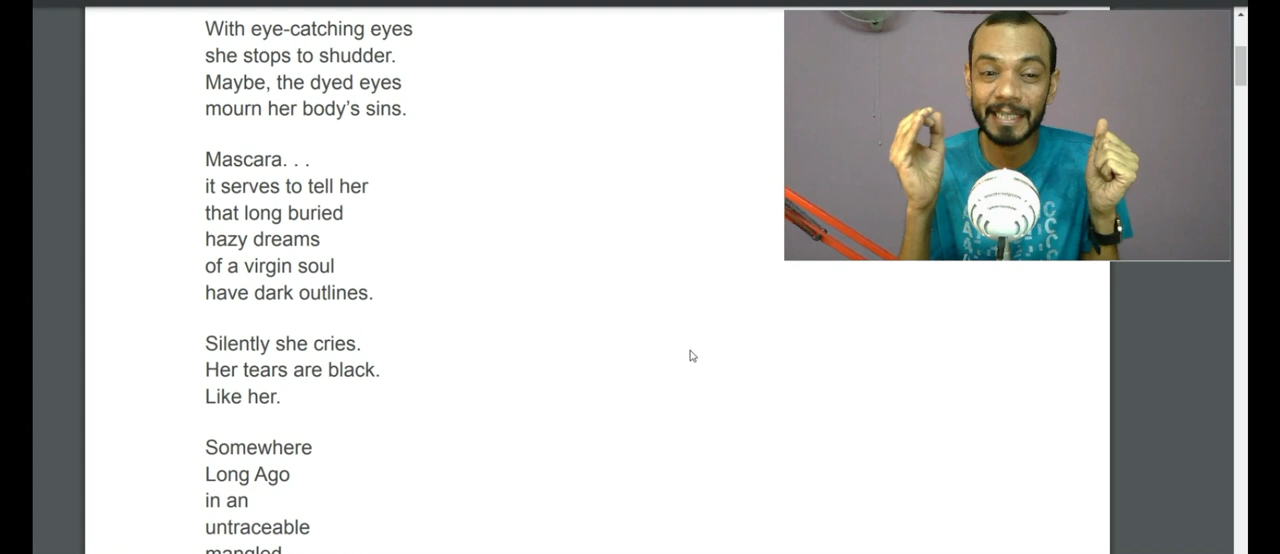 With eye-catching eyes
she stops to shudder.
Maybe, the dyed eyes
mourn her body’s sins.
Mascara. . .
it serves to tell her
that long buried
hazy dreams
of a virgin soul
have dark outlines.
Silently she cries.
Her tears are black.
Like her.
Somewhere
Long Ago
in an
untraceable
mangled